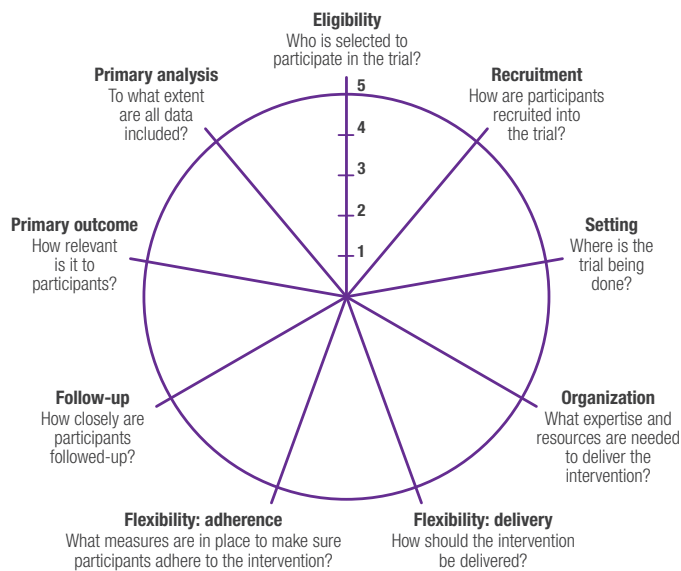 Eligibility
Who is selected to
participate in the trial?
Recruitment
How are participants
recruited into
the trial?
Setting
Where is the
trial being
done?
Organization
What expertise and
resources are needed
to deliver the
intervention?
Flexibility: delivery
How should the intervention
be delivered?
Flexibility: adherence
What measures are in place to make sure
participants adhere to the intervention?
Follow-up
How closely are
participants
followed-up?
Primary outcome
How relevant
is it to
participants?
Primary analysis
To what extent
are all data
included?
5
4
3
2
1